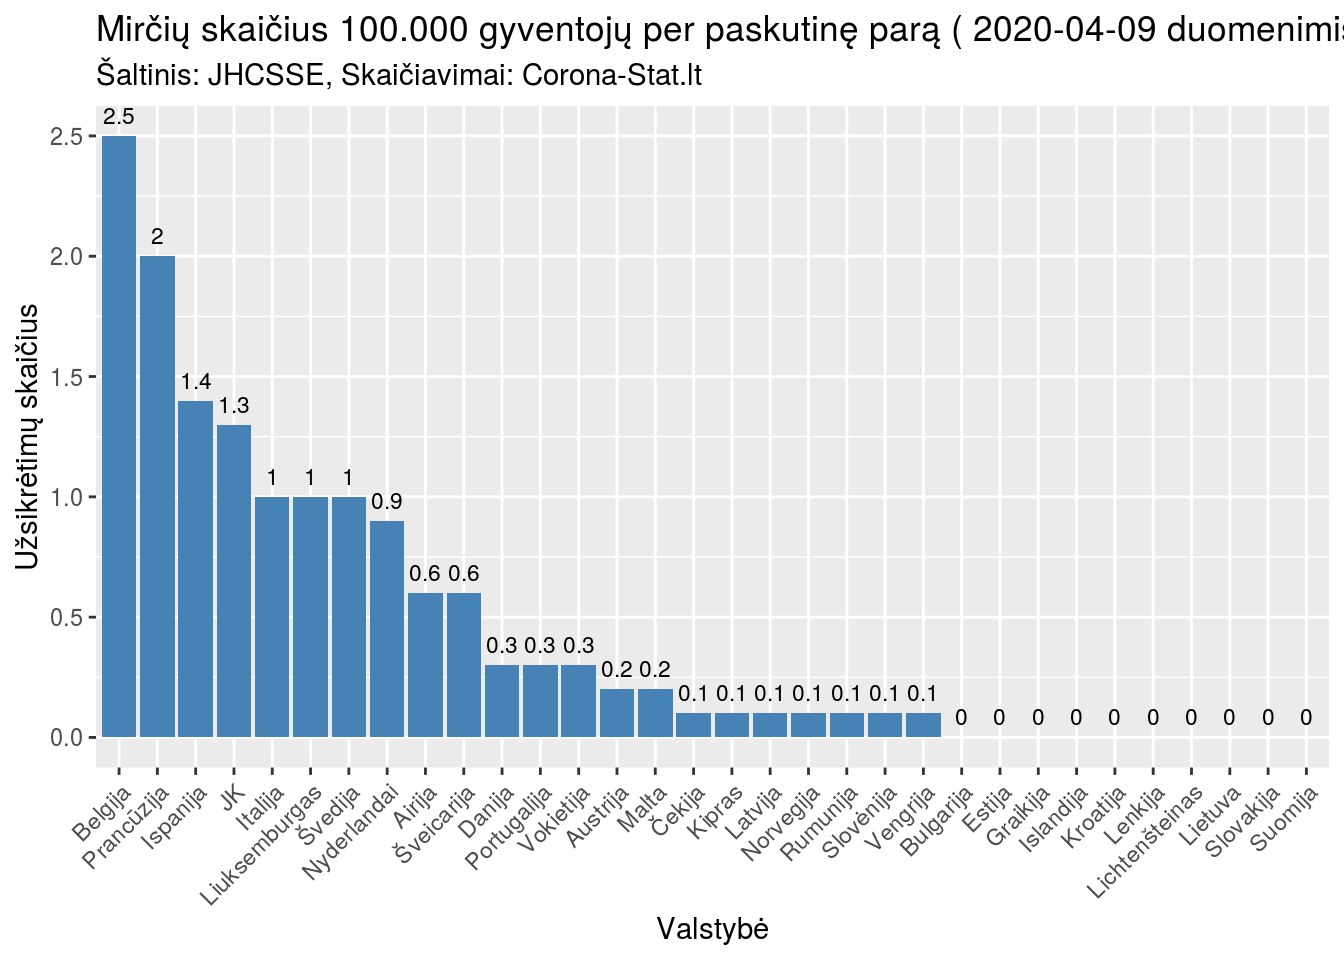 Mirčių skaičius 100.000 gyventojų per paskutinę parą ( 2020-04-09 duomenimis
Šaltinis: JHCSSE, Skaičiavimai: Corona-Stat.lt
Užsikrėtimų skaičius
2.5
2.0
1.5
1.0
0.5
0.0
2.5 2 1.4 1.3 1 1 1 0.9 0.6 0.6 0.3 0.3 0.3 0.2 0.2 0.1 0.1 0.1 0.1 0.1 0.1 0.1 0 0 0 0 0 0 0 0 0 0
Belgija
Prancūzija
Ispanija
JK
Italija
Liuksemburgas
Švedija
Nyderlandai
Airija
Šveicarija
Danija
Portugalija
Vokietija
Austrija
Malta
Čekija
Kipras
Latvija
Norvegija
Rumunija
Slovėnija
Vengrija
Bulgarija
Estija
Graikija
Islandija
Kroatija
Lenkija
Lichtenšteinas
Lietuva
Slovakija
Suomija
Valstybė